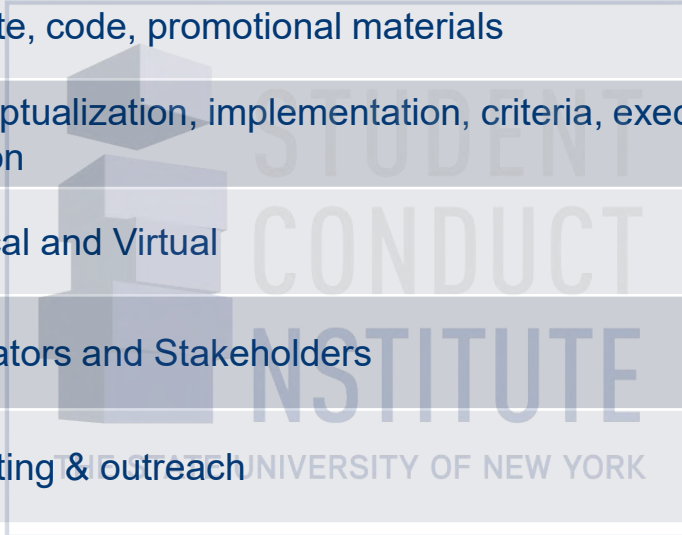 te, code, promotional materials
ptualization, implementation, criteria, exec
on
STUDENT
cal and Virtual
CONDUCT
ators and Stakeholders
NSTITUTE
ting & outreach
THE STATE UNIVERSITY OF NEW YORK